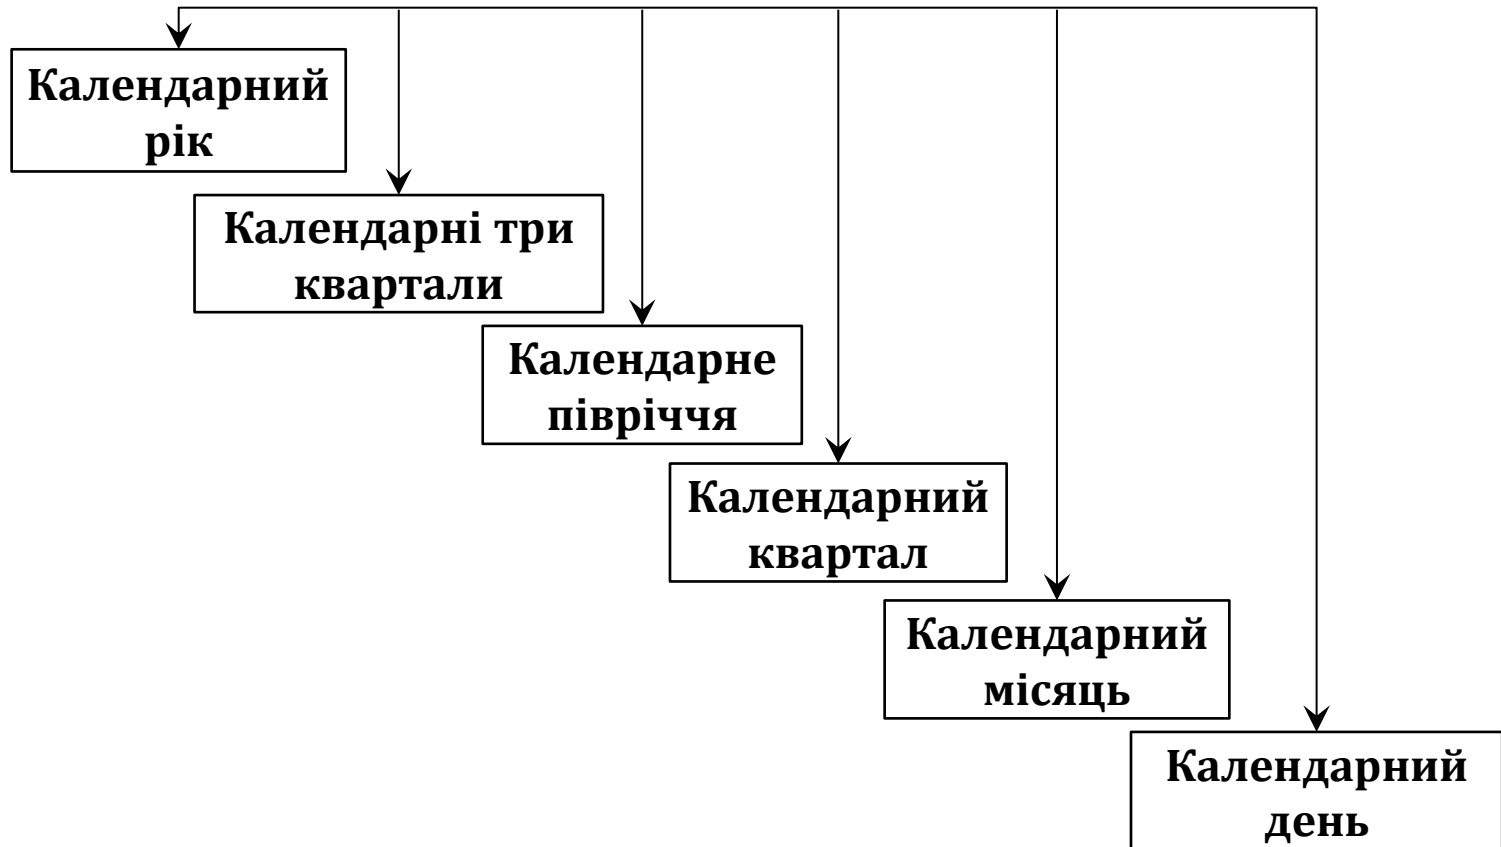 Календарний
рік
Календарні три
квартали
Календарне
півріччя
Календарний
квартал
Календарний
місяць
Календарний
день